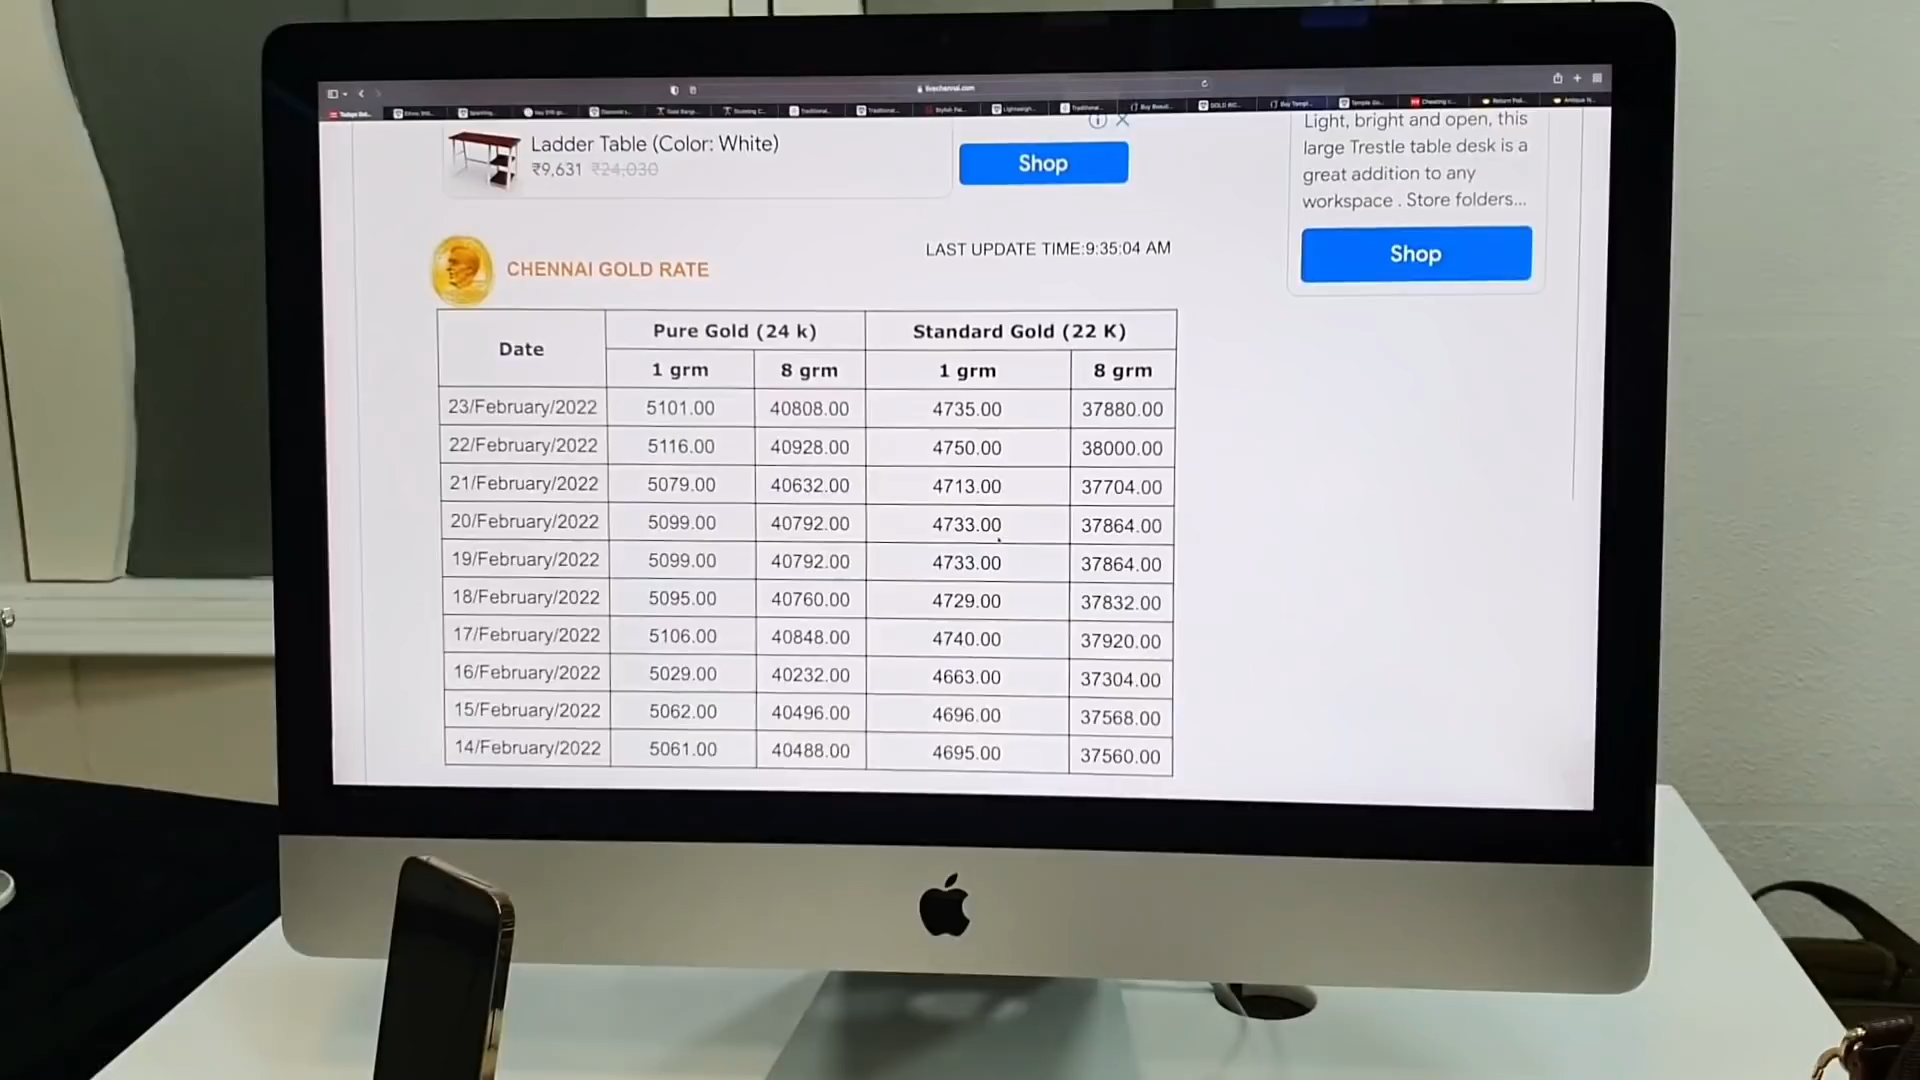 livechennai.com
Ladder Table (Color: White)
₹9,631 ₹24,030
Shop
Light, bright and open, this
large Trestle table desk is a
great addition to any
workspace . Store folders...
Shop
CHENNAI GOLD RATE
LAST UPDATE TIME:9:35:04 AM
Date Pure Gold (24 k) Standard Gold (22 K)
1 grm 8 grm 1 grm 8 grm
23/February/2022 5101.00 40808.00 4735.00 37880.00
22/February/2022 5116.00 40928.00 4750.00 38000.00
21/February/2022 5079.00 40632.00 4713.00 37704.00
20/February/2022 5099.00 40792.00 4733.00 37864.00
19/February/2022 5099.00 40792.00 4733.00 37864.00
18/February/2022 5095.00 40760.00 4729.00 37832.00
17/February/2022 5106.00 40848.00 4740.00 37920.00
16/February/2022 5029.00 40232.00 4663.00 37304.00
15/February/2022 5062.00 40496.00 4696.00 37568.00
14/February/2022 5061.00 40488.00 4695.00 37560.00